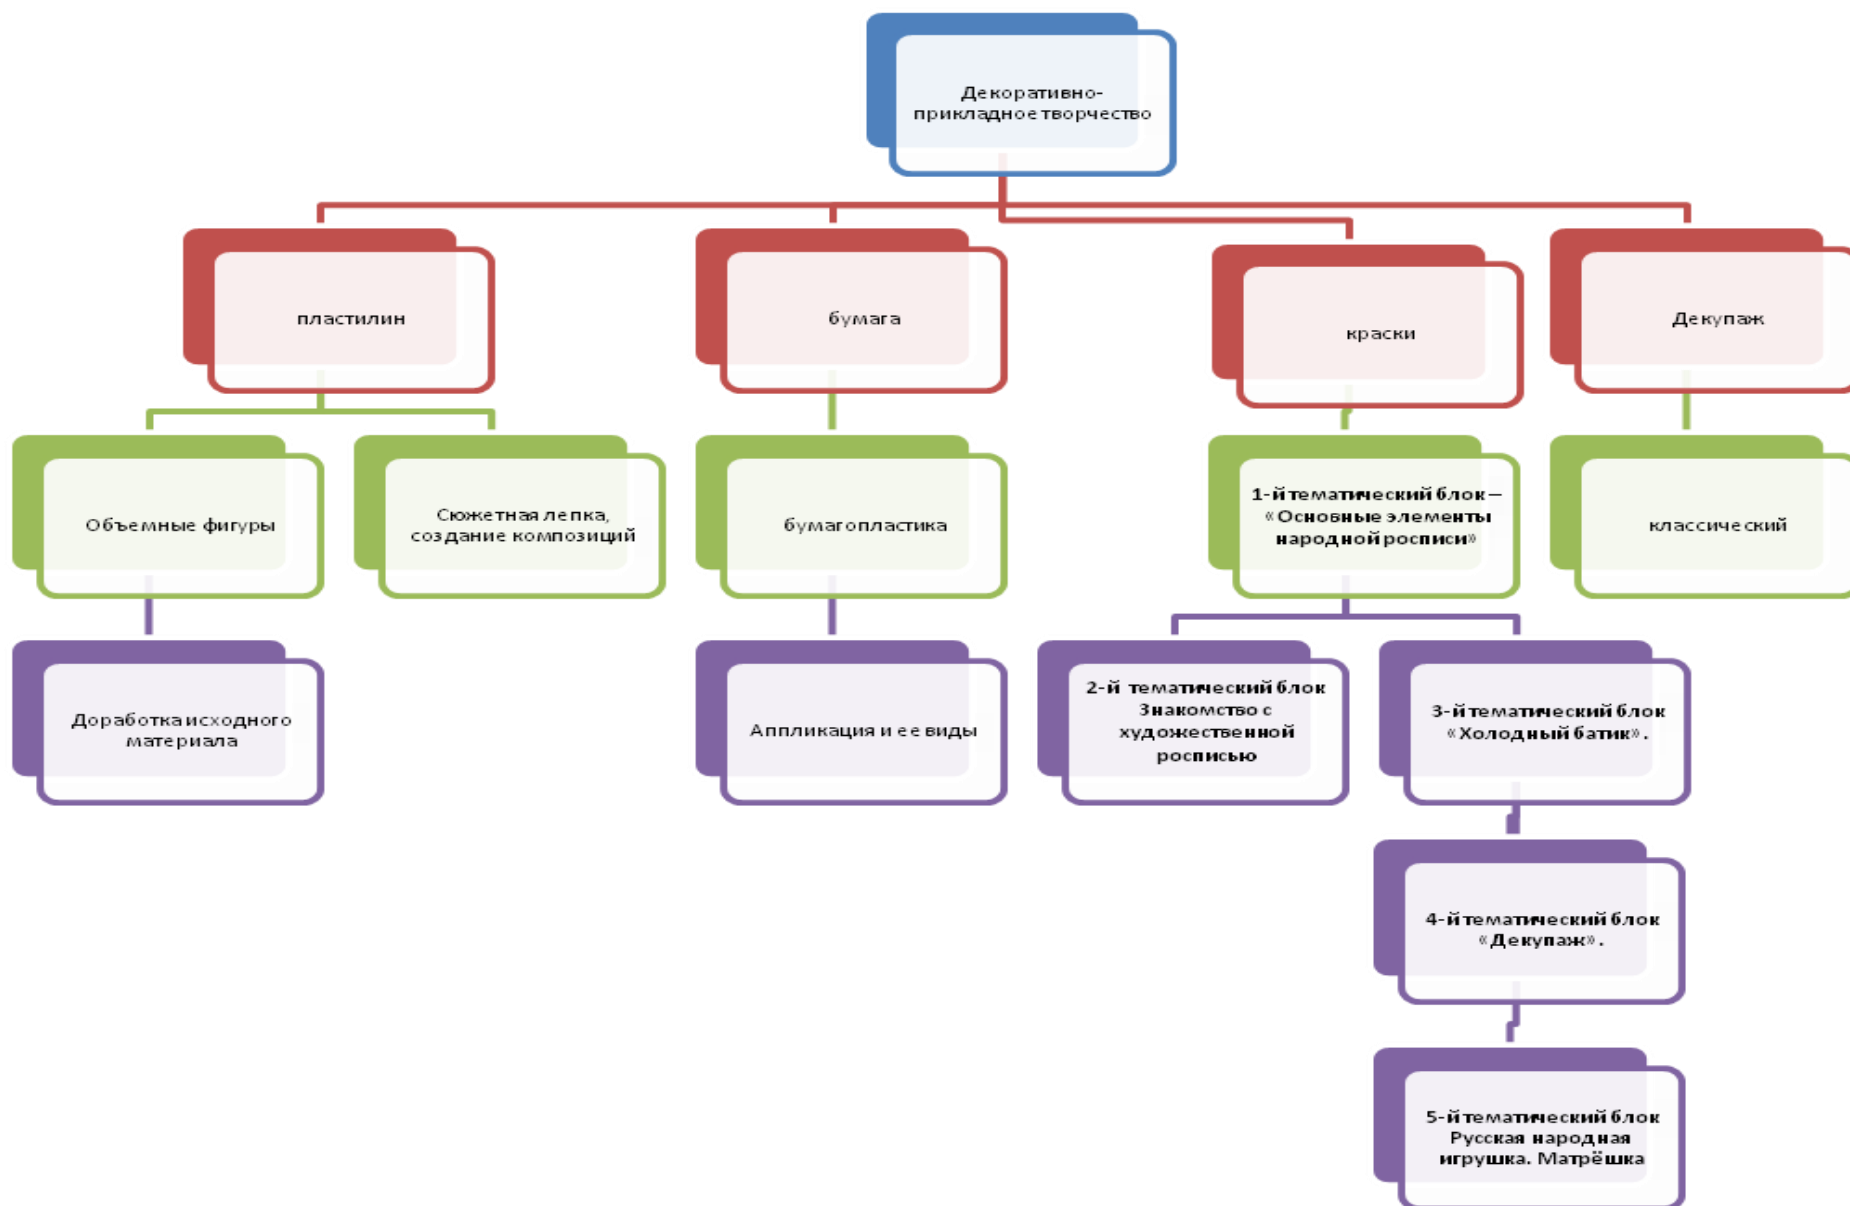 Декоративно-
прикладное творчество
пластилин
бумага
краски
Декупаж
Объемные фигуры
Сюжетная лепка,
создание композиций
бумагопластика
1-й тематический блок –
«Основные элементы
народной росписи»
классический
Доработка исходного
материала
Аппликация и ее виды
2-й тематический блок
Знакомство с
художественной
росписью
3-й тематический блок
«Холодный батик».
4-й тематический блок
«Декупаж».
5-й тематический блок
Русская народная
игрушка. Матрёшка